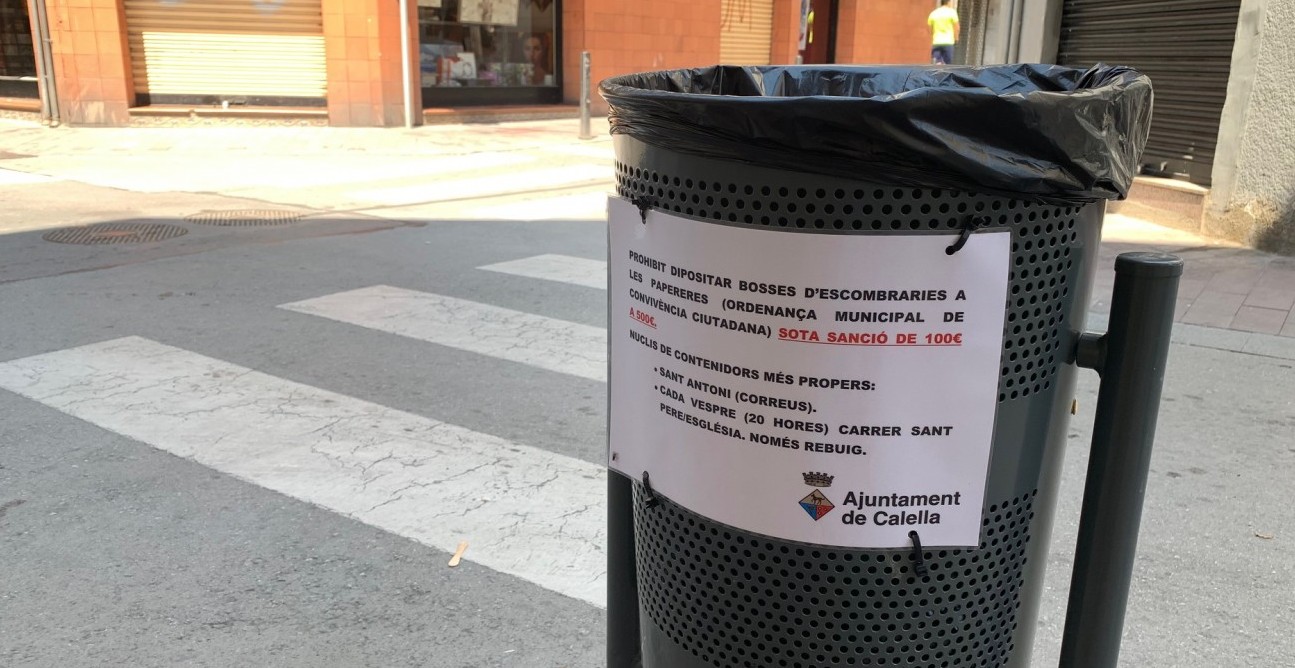 PROHIBIT DIPOSITAR BOSSES D'ESCOMBRARIES A
LES PAPERERES (ORDENANÇA MUNICIPAL DE
CONVIVÈNCIA CIUTADANA) SOTA SANCIÓ DE 100€
A 500€.
NUCLIS DE CONTENIDORS MÉS PROPERS:
• SANT ANTONI (CORREUS).
• CADA VESPRE (20 HORES) CARRER SANT
PERE/ESGLÉSIA. NOMÉS REBUIG.
Ajuntament
de Calella